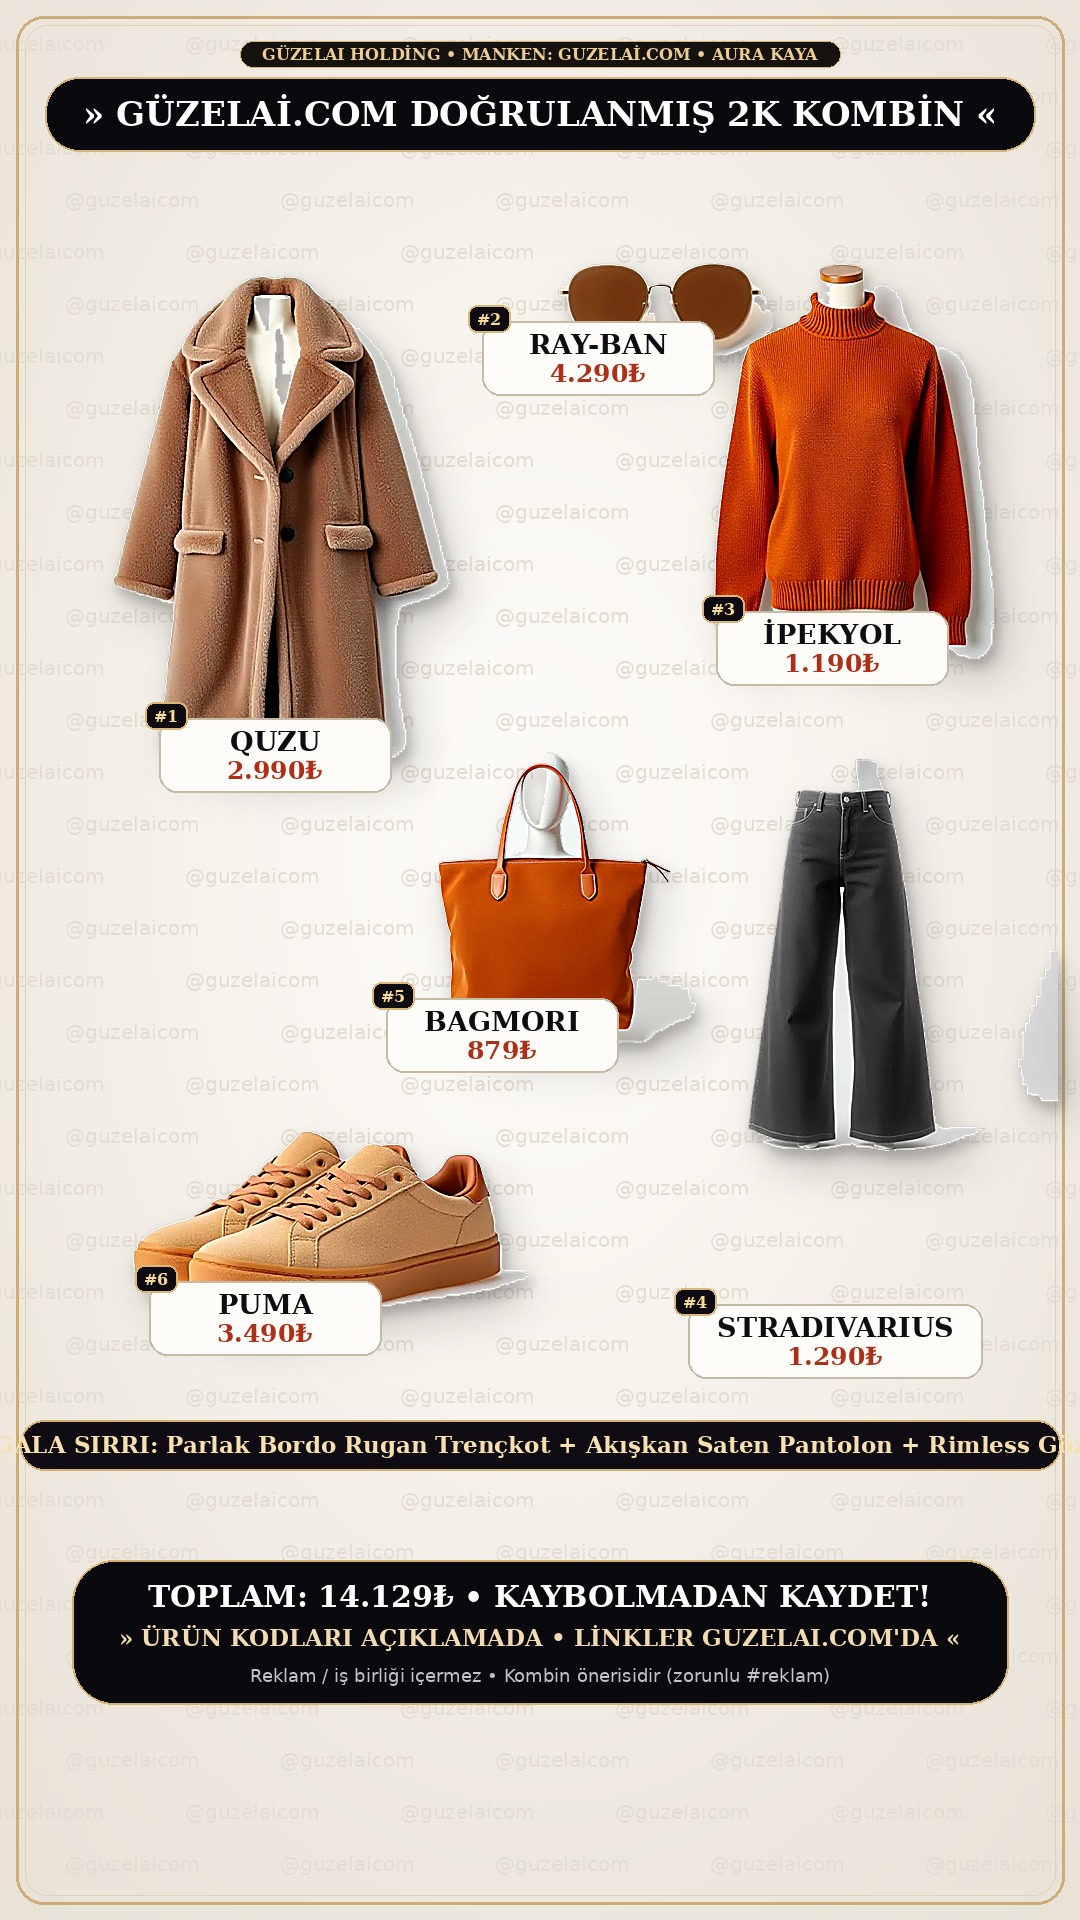 GÜZELAI HOLDİNG • MANKEN: GUZELAİ.COM • AURA KAYA
» GÜZELAİ.COM DOĞRULANMIŞ 2K KOMBİN «
#2
RAY-BAN
4.290₺
#3
İPEKYOL
1.190₺
#1
QUZU
2.990₺
#5
BAGMORI
879₺
#6
PUMA
3.490₺
#4
STRADIVARIUS
1.290₺
GALA SIRRI: Parlak Bordo Rugan Trençkot + Akışkan Saten Pantolon + Rimless
TOPLAM: 14.129₺ • KAYBOLMADAN KAYDET!
» ÜRÜN KODLARI AÇIKLAMADA • LİNKLER GUZELAI.COM'DA «
Reklam / iş birliği içermez • Kombin önerisidir (zorunlu #reklam)
@guzelaicom